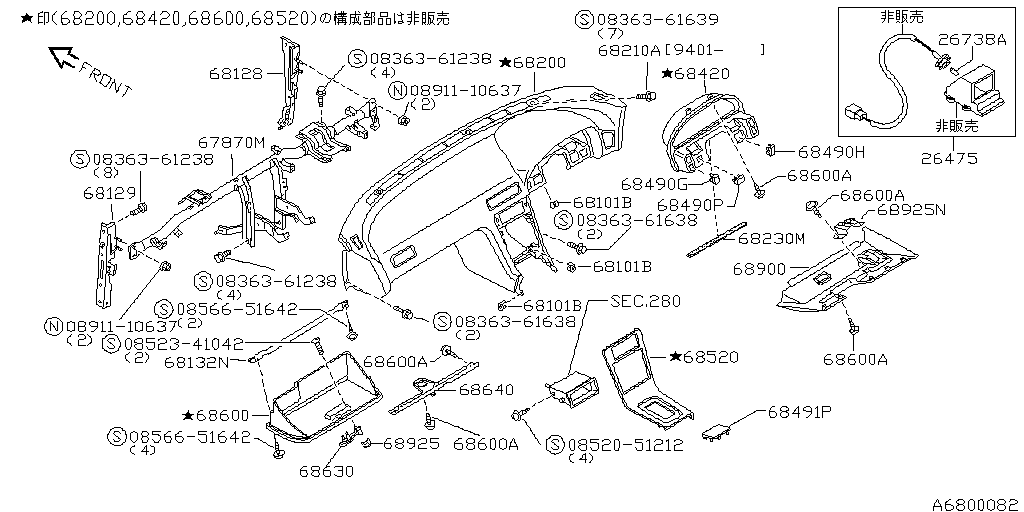 ★印(68200,68420,68600,68520)の構成部品は非販売
FRONT
68128
Ⓢ08363-61238
(4)
Ⓝ08911-10637
(2)
★68200
Ⓢ08363-61639
(7)
68210A[9401-      ]
★68420
非販売
26738A
非販売
26475
67870M
Ⓢ08363-61238
(8)
68129
68490H
68600A
68490G
68490P
68600A
68925N
68101B
Ⓢ08363-61638
(2)
68230M
68900
68101B
Ⓢ08363-61238
(4)
Ⓢ08566-51642
(2)
Ⓝ08911-10637
(2)
Ⓢ08523-41042
(2)
68132N
68101B
SEC.280
Ⓢ08363-61638
(2)
68600A
68600A
★68520
68640
★68600
68491P
Ⓢ08566-51642
(4)
68925
68600A
Ⓢ08520-51212
(4)
68630
A6800082